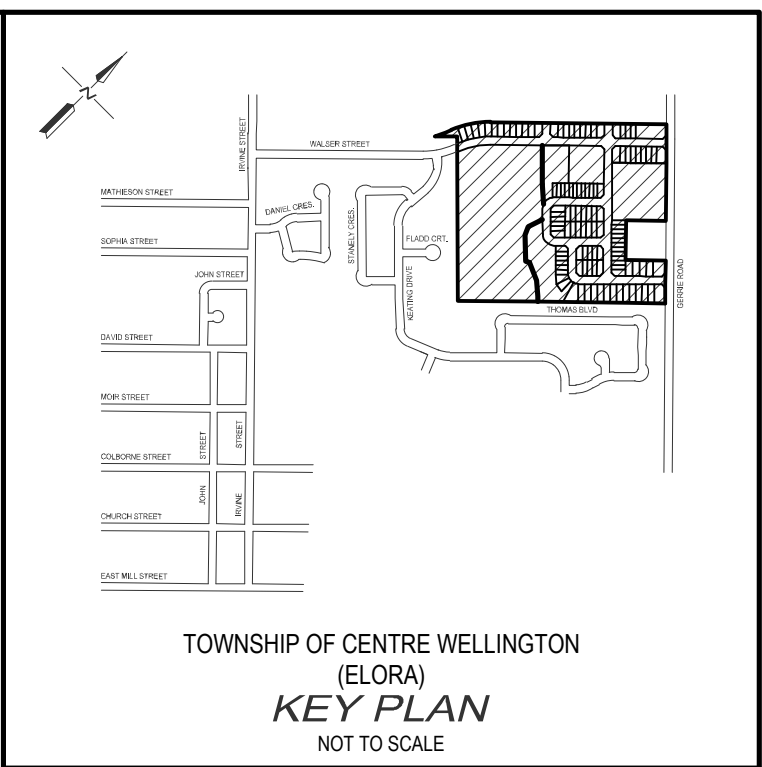 N
IRVINE STREET
WALSER STREET
MATHIESON STREET
DANIEL CRES.
STANELY CRES.
SOPHIA STREET
FLADD CRT.
JOHN STREET
KEATING DRIVE
GERRIE ROAD
THOMAS BLVD
DAVID STREET
MOIR STREET
JOHN STREET
IRVINE STREET
COLBORNE STREET
CHURCH STREET
EAST MILL STREET
TOWNSHIP OF CENTRE WELLINGTON
(ELORA)
KEY PLAN
NOT TO SCALE